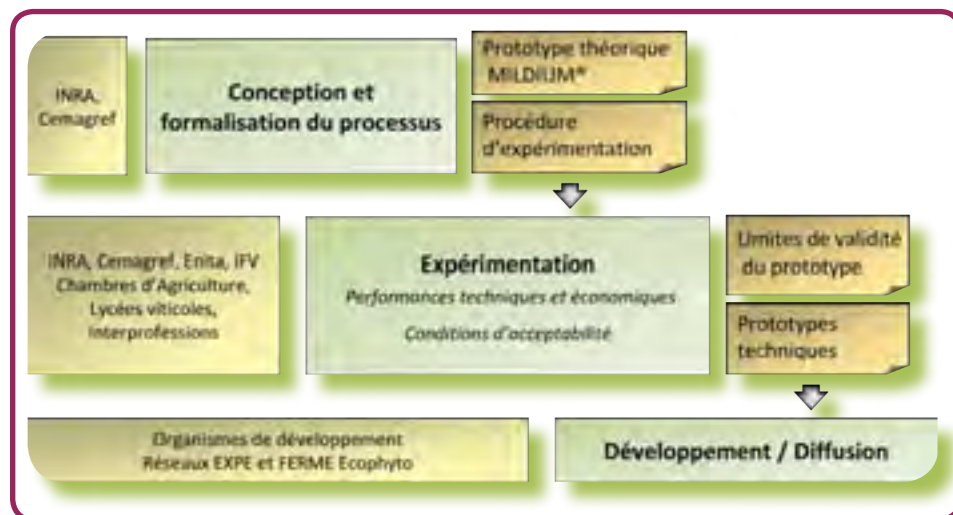 INRA,
Cemagref
Conception et
formalisation du processus
Prototype théorique
MILDIUM®
Procédure
d'expérimentation
INRA, Cemagref, Enita, IFV
Chambres d'Agriculture,
Lycées viticoles,
Interprofessions
Expérimentation
Performances techniques et économiques
Conditions d'acceptabilité
Limites de validité
du prototype
Prototypes
techniques
Organismes de développement
Réseaux EXPE et FERME Ecophyto
Développement / Diffusion